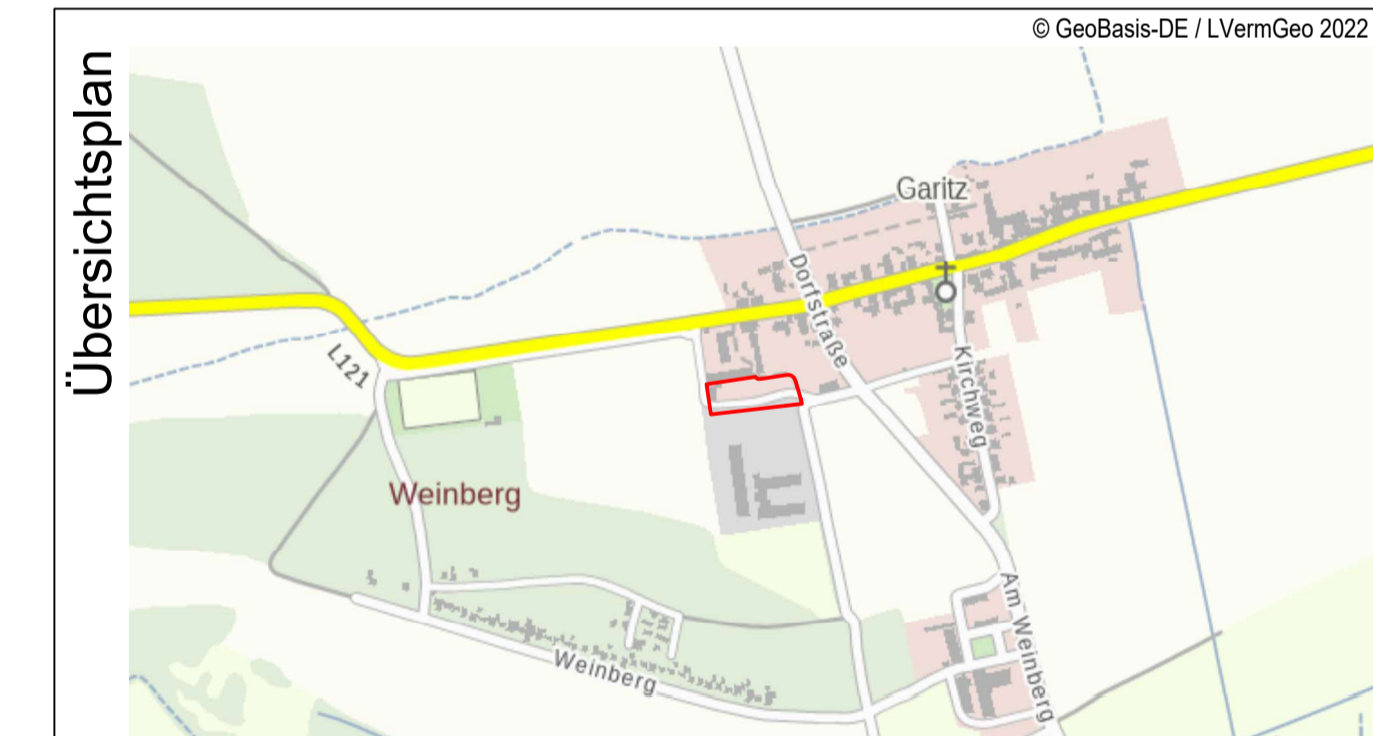 © GeoBasis-DE / LVermGeo 2022
Übersichtsplan
Garitz
Dorfstraße
L121
Kirchweg
Weinberg
Am Weinberg
Weinberg